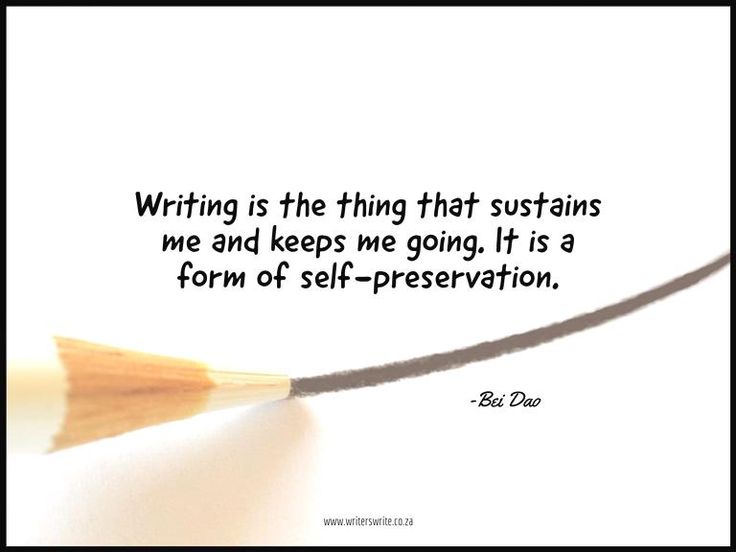 Writing is the thing that sustains
me and keeps me going. It is a
form of self-preservation.
-Bei Dao
www.writerswrite.co.za